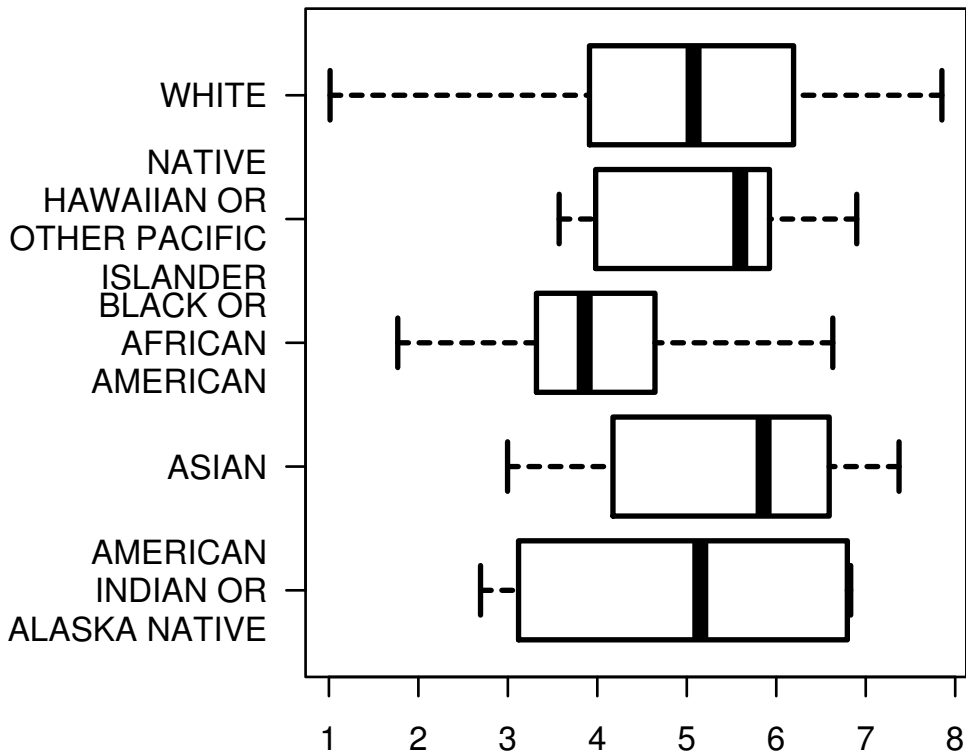 WHITE
NATIVE
HAWAIIAN OR
OTHER PACIFIC
ISLANDER
BLACK OR
AFRICAN
AMERICAN
ASIAN
AMERICAN
INDIAN OR
ALASKA NATIVE
1 2 3 4 5 6 7 8